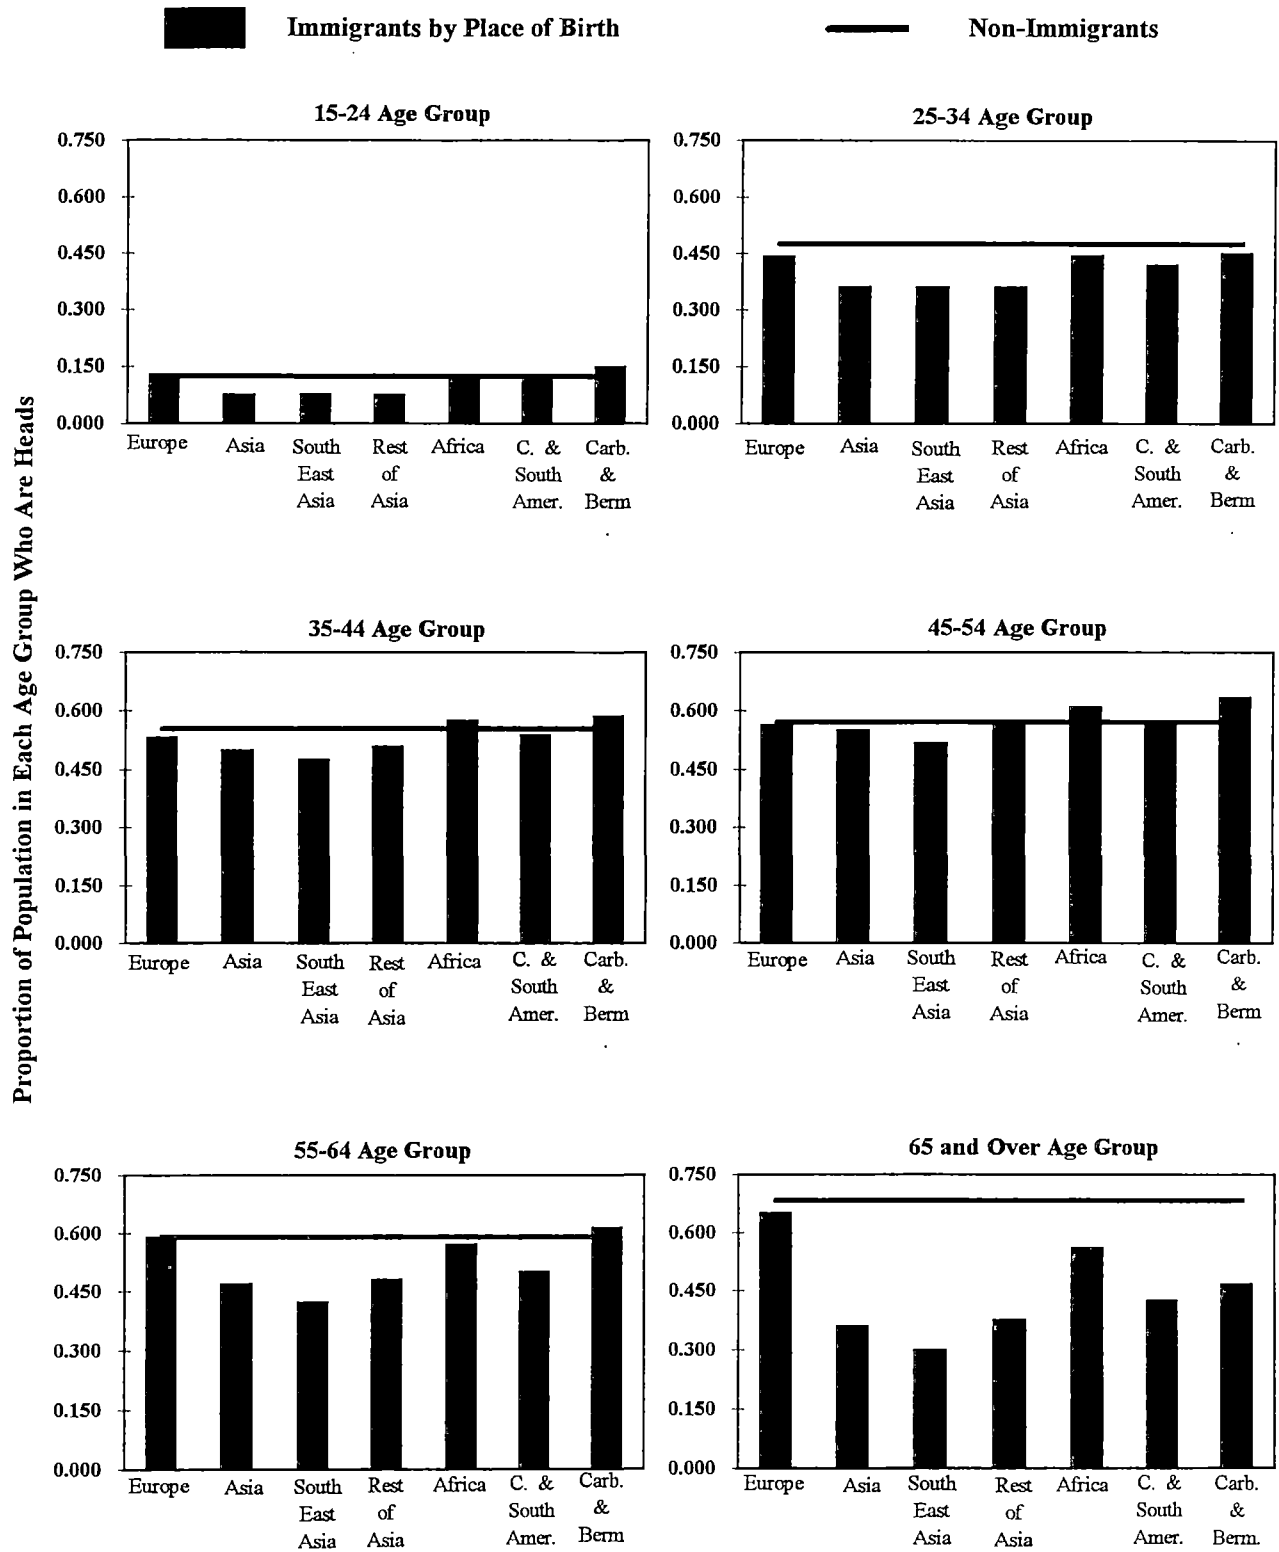 Immigrants by Place of Birth
Non-Immigrants
Proportion of Population in Each Age Group Who Are Heads
15-24 Age Group
0.750
0.600
0.450
0.300
0.150
0.000
Europe Asia South Rest Africa C. & Carb.
East of South &
Asia Asia Amer. Berm
25-34 Age Group
0.750
0.600
0.450
0.300
0.150
0.000
Europe Asia South Rest Africa C. & Carb.
East of South &
Asia Asia Amer. Berm
35-44 Age Group
0.750
0.600
0.450
0.300
0.150
0.000
Europe Asia South Rest Africa C. & Carb.
East of South &
Asia Asia Amer. Berm
45-54 Age Group
0.750
0.600
0.450
0.300
0.150
0.000
Europe Asia South Rest Africa C. & Carb.
East of South &
Asia Asia Amer. Berm
55-64 Age Group
0.750
0.600
0.450
0.300
0.150
0.000
Europe Asia South Rest Africa C. & Carb.
East of South &
Asia Asia Amer. Berm
65 and Over Age Group
0.750
0.600
0.450
0.300
0.150
0.000
Europe Asia South Rest Africa C. & Carb.
East of South &
Asia Asia Amer. Berm.